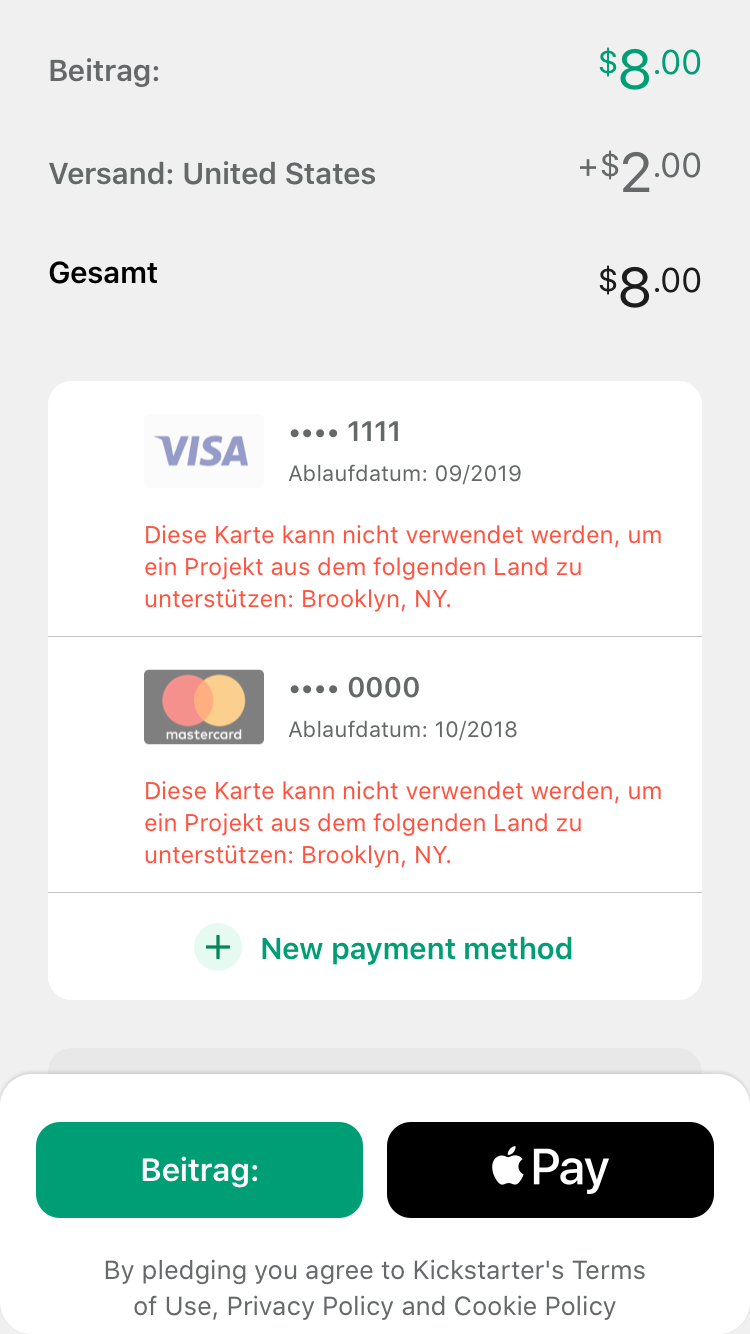 Beitrag: $8.00
Versand: United States +$2.00
Gesamt $8.00
VISA •••• 1111
Ablaufdatum: 09/2019
Diese Karte kann nicht verwendet werden, um
ein Projekt aus dem folgenden Land zu
unterstützen: Brooklyn, NY.
•••• 0000
mastercard Ablaufdatum: 10/2018
Diese Karte kann nicht verwendet werden, um
ein Projekt aus dem folgenden Land zu
unterstützen: Brooklyn, NY.
+ New payment method
Beitrag: Pay
By pledging you agree to Kickstarter's Terms
of Use, Privacy Policy and Cookie Policy